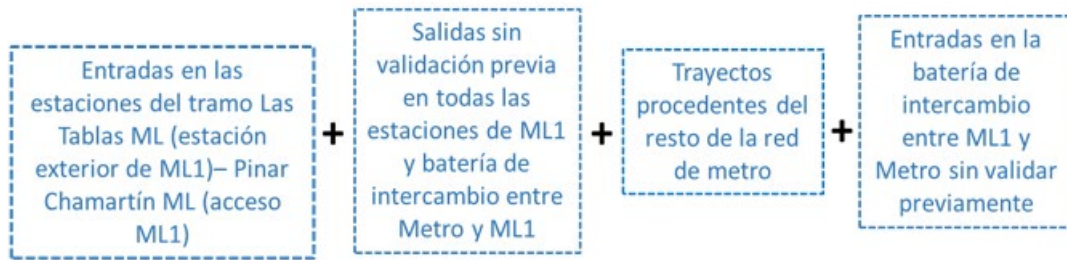 Entradas en las
estaciones del tramo Las
Tablas ML (estación
exterior de ML1)– Pinar
Chamartín ML (acceso
ML1)
+
Salidas sin
validación previa
en todas las
estaciones de ML1
y batería de
intercambio entre
Metro y ML1
+
Trayectos
procedentes del
resto de la red
de metro
+
Entradas en la
batería de
intercambio
entre ML1 y
Metro sin validar
previamente